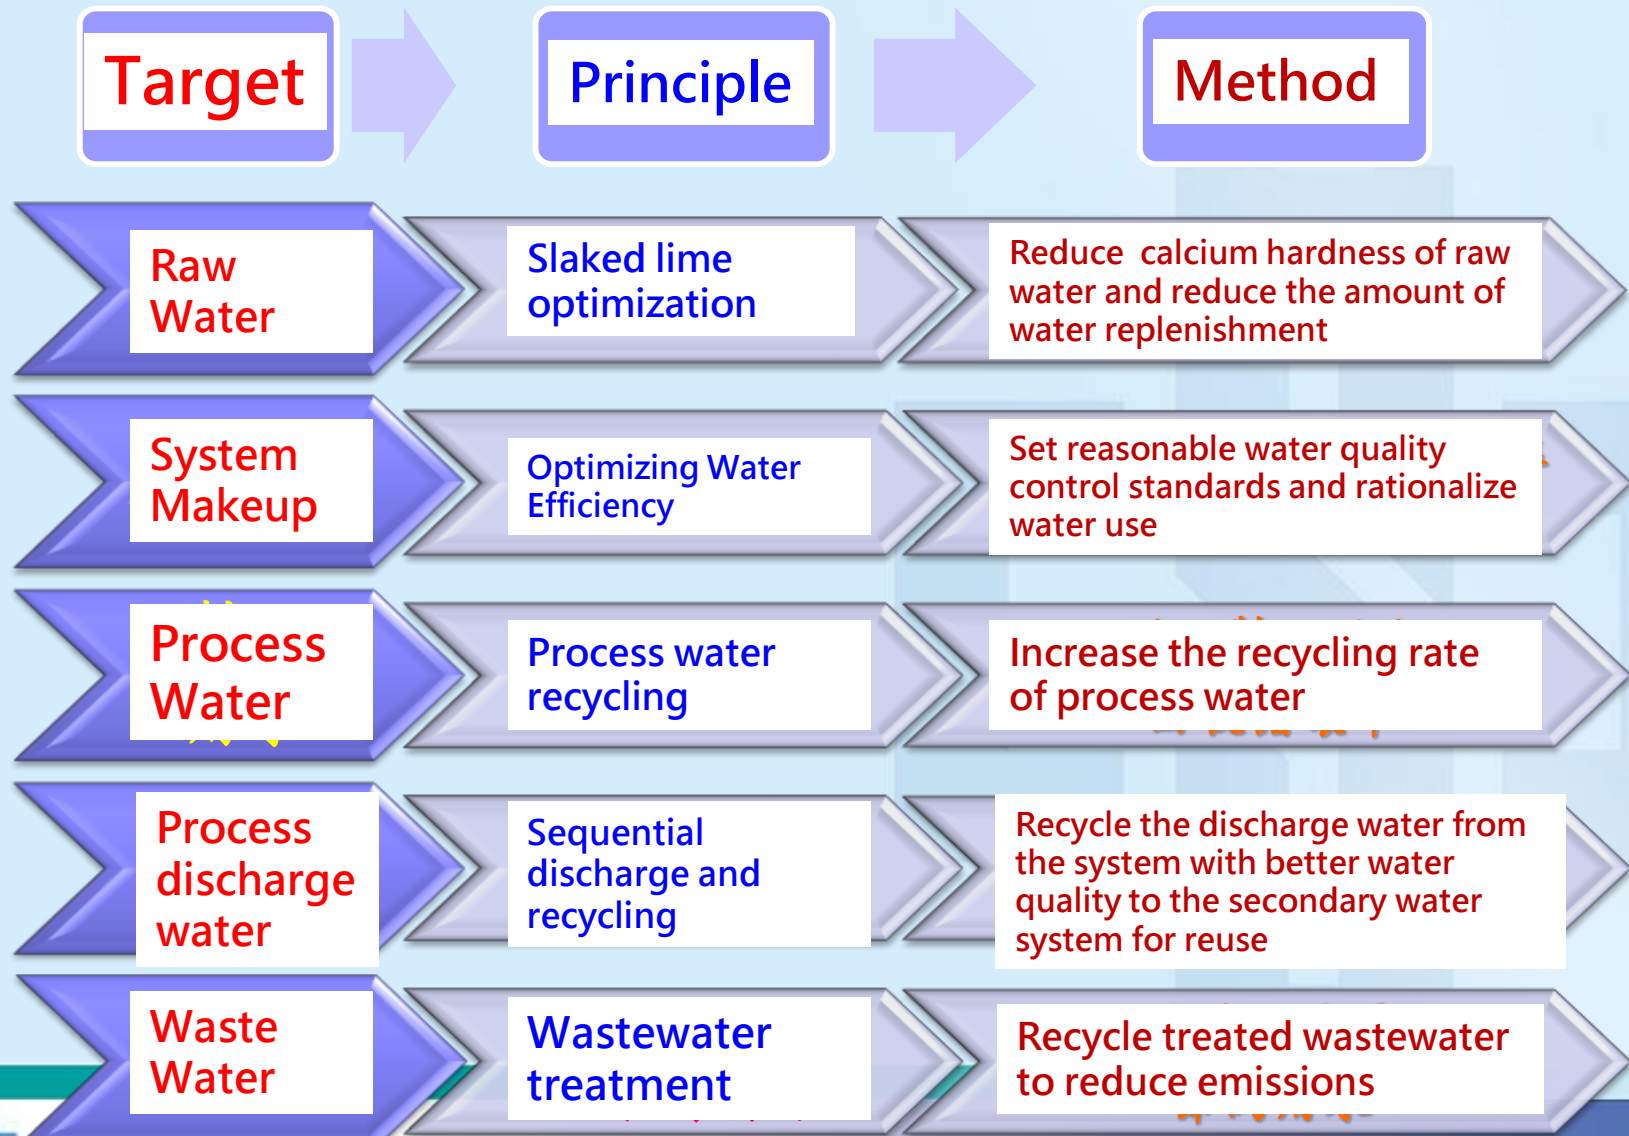 Target
Principle
Method
Raw
Water
Slaked lime
optimization
Reduce calcium hardness of raw
water and reduce the amount of
water replenishment
System
Makeup
Optimizing Water
Efficiency
Set reasonable water quality
control standards and rationalize
water use
Process
Water
Process water
recycling
Increase the recycling rate
of process water
Process
discharge
water
Sequential
discharge and
recycling
Recycle the discharge water from
the system with better water
quality to the secondary water
system for reuse
Waste
Water
Wastewater
treatment
Recycle treated wastewater
to reduce emissions